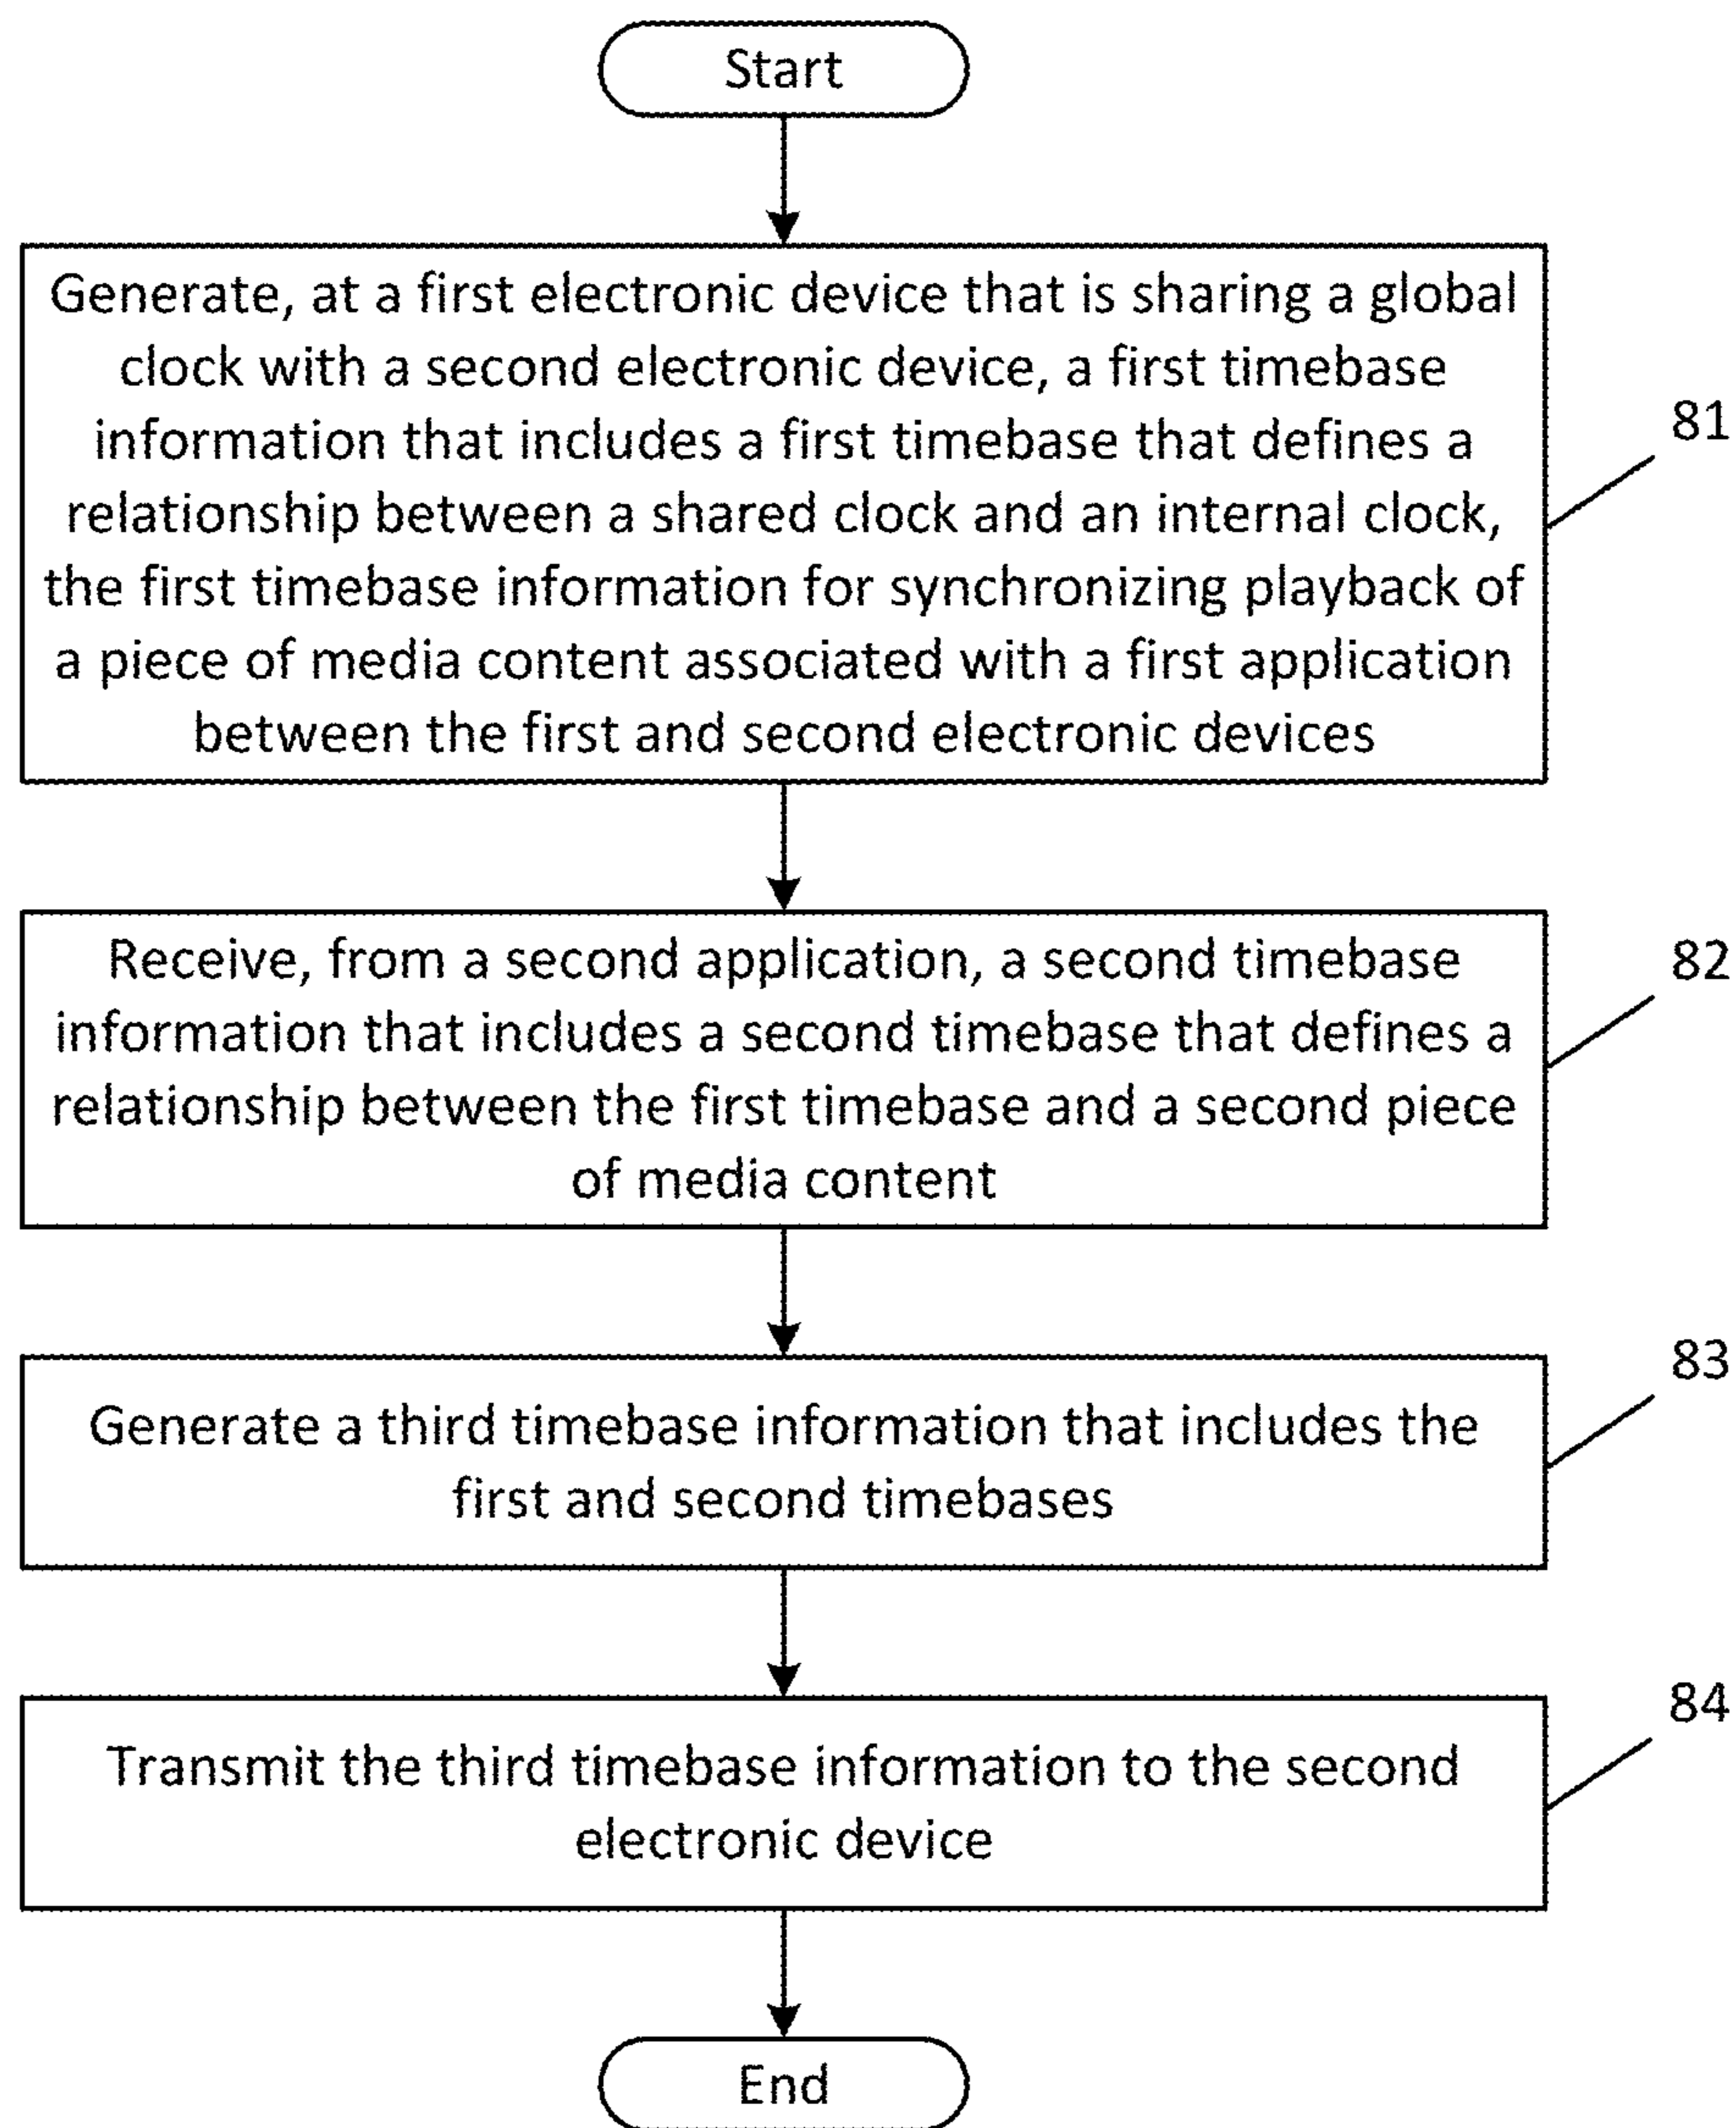 Start
Generate, at a first electronic device that is sharing a global
clock with a second electronic device, a first timebase
information that includes a first timebase that defines a
relationship between a shared clock and an internal clock,
the first timebase information for synchronizing playback of
a piece of media content associated with a first application
between the first and second electronic devices
81
Receive, from a second application, a second timebase
information that includes a second timebase that defines a
relationship between the first timebase and a second piece
of media content
82
Generate a third timebase information that includes the
first and second timebases
83
Transmit the third timebase information to the second
electronic device
84
End